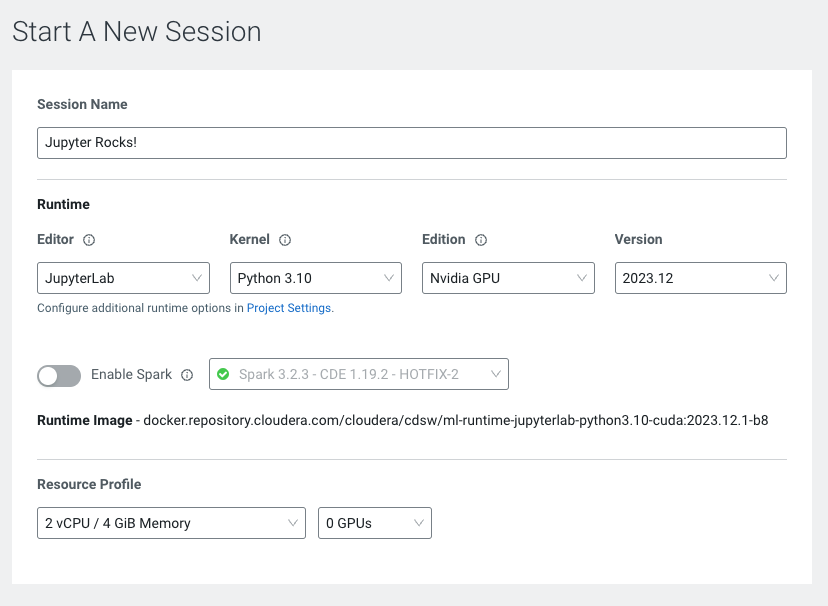 Start A New Session
Session Name
Jupyter Rocks!
Runtime
Editor Kernel Edition Version
JupyterLab Python 3.10 Nvidia GPU 2023.12
Configure additional runtime options in Project Settings.
Enable Spark Spark 3.2.3 - CDE 1.19.2 - HOTFIX-2
Runtime Image - docker.repository.cloudera.com/cloudera/cdsw/ml-runtime-jupyterlab-python3.10-cuda:2023.12.1-b8
Resource Profile
2 vCPU / 4 GiB Memory 0 GPUs